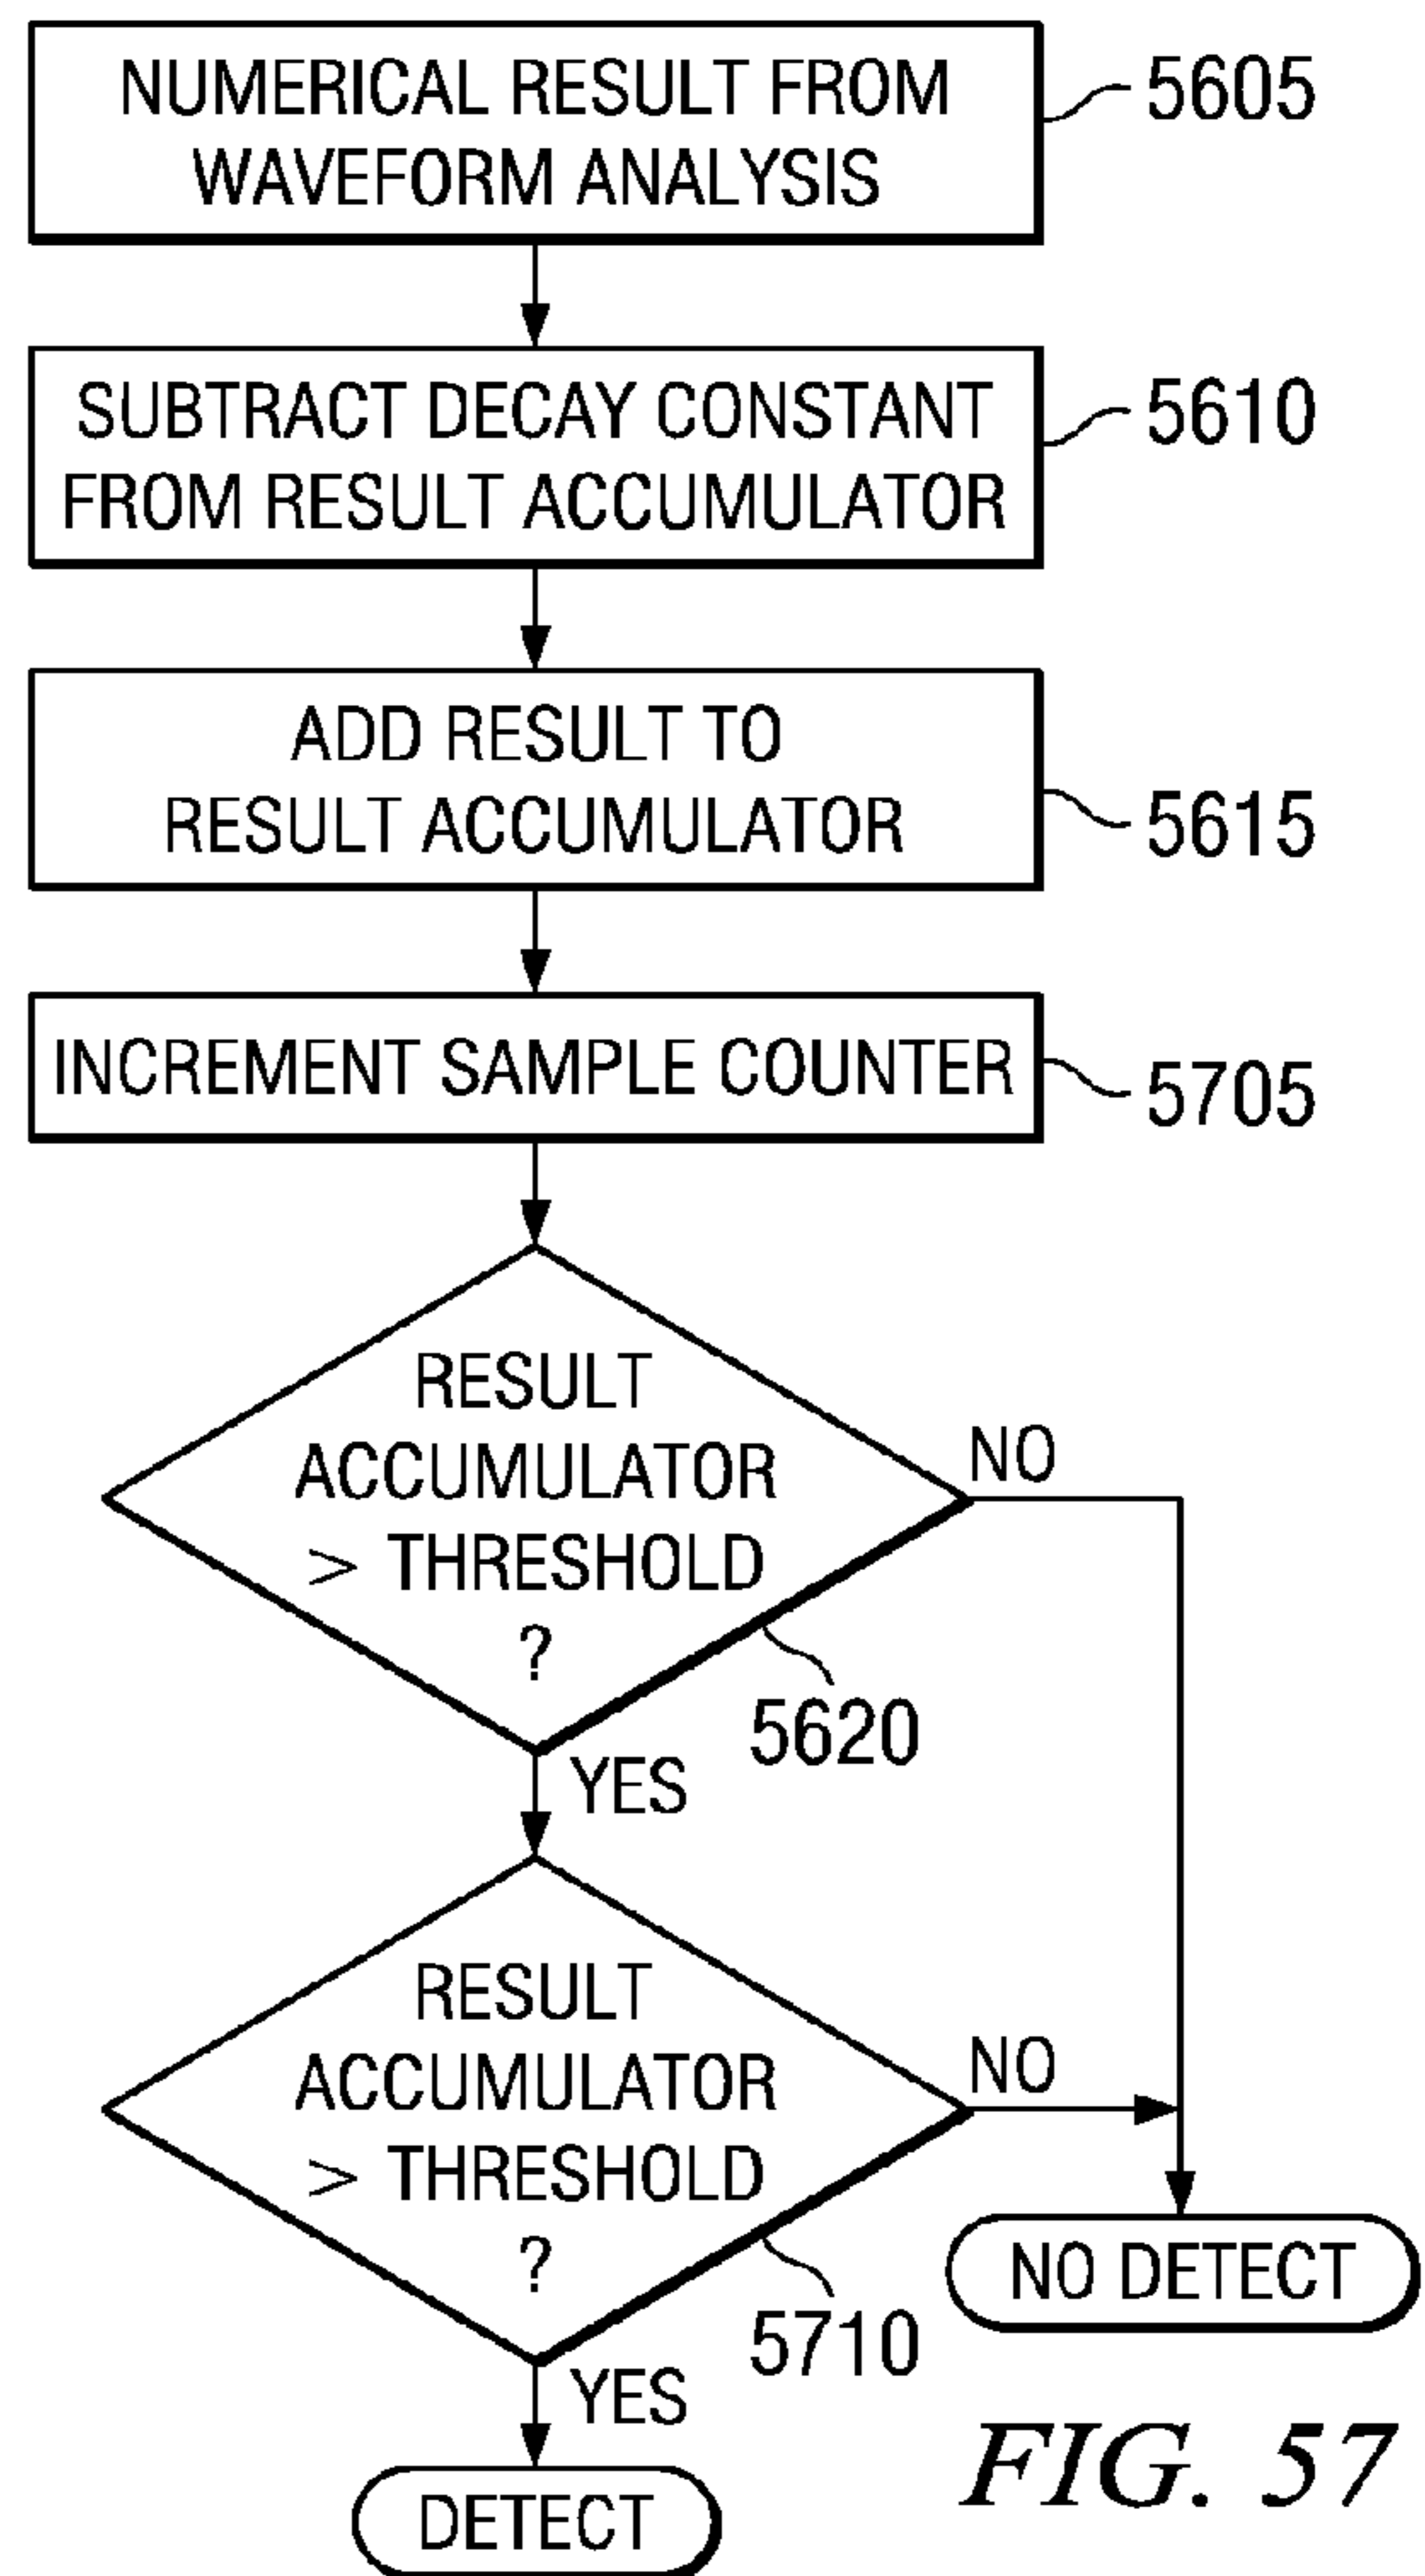 NUMERICAL RESULT FROM
WAVEFORM ANALYSIS
5605
SUBTRACT DECAY CONSTANT
FROM RESULT ACCUMULATOR
5610
ADD RESULT TO
RESULT ACCUMULATOR
5615
INCREMENT SAMPLE COUNTER
5705
RESULT
ACCUMULATOR
> THRESHOLD
?
NO
5620
YES
RESULT
ACCUMULATOR
> THRESHOLD
?
NO
5710
NO DETECT
YES
DETECT
FIG. 57